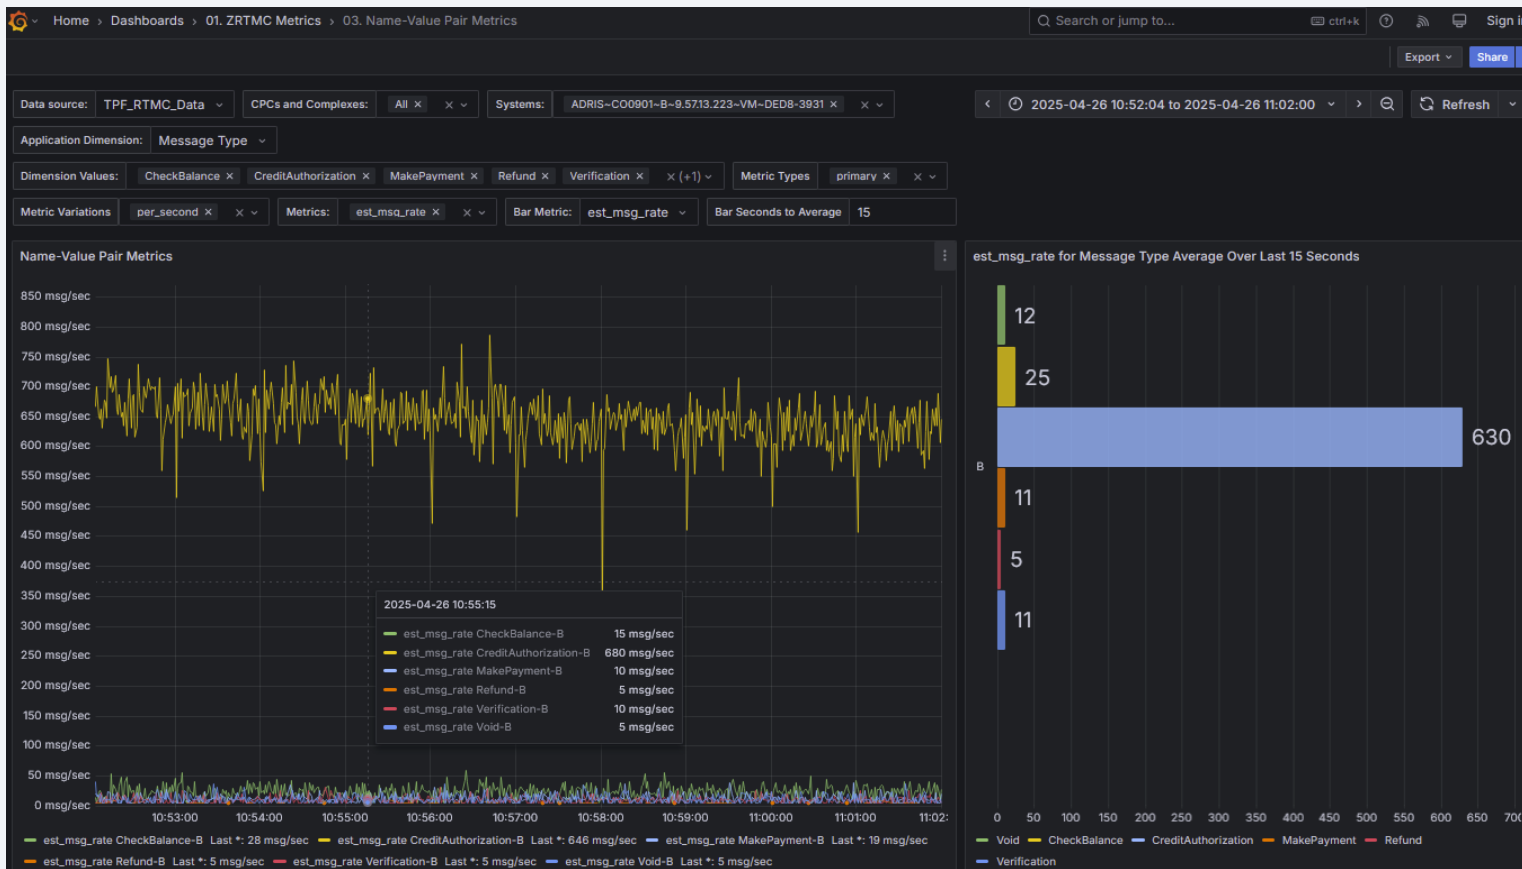 Home › Dashboards › 01. ZRTMC Metrics › 03. Name-Value Pair Metrics
Search or jump to...
ctrl+k
Sign
Export
Share
Data source: TPF_RTMC_Data
CPCs and Complexes: All ×
Systems: ADRIS~CO0901~B~9.57.13.223~VM~DED8-3931 ×
2025-04-26 10:52:04 to 2025-04-26 11:02:00
Refresh
Application Dimension: Message Type
Dimension Values: CheckBalance × CreditAuthorization × MakePayment × Refund × Verification × × (+1)
Metric Types primary ×
Metric Variations per_second ×
Metrics: est_msg_rate ×
Bar Metric: est_msg_rate
Bar Seconds to Average 15
Name-Value Pair Metrics
850 msg/sec
800 msg/sec
750 msg/sec
700 msg/sec
650 msg/sec
600 msg/sec
550 msg/sec
500 msg/sec
450 msg/sec
400 msg/sec
350 msg/sec
300 msg/sec
250 msg/sec
200 msg/sec
150 msg/sec
100 msg/sec
50 msg/sec
0 msg/sec
2025-04-26 10:55:15
est_msg_rate CheckBalance-B 15 msg/sec
est_msg_rate CreditAuthorization-B 680 msg/sec
est_msg_rate MakePayment-B 10 msg/sec
est_msg_rate Refund-B 5 msg/sec
est_msg_rate Verification-B 10 msg/sec
est_msg_rate Void-B 5 msg/sec
10:53:00 10:54:00 10:55:00 10:56:00 10:57:00 10:58:00 10:59:00 11:00:00 11:01:00 11:02:
est_msg_rate CheckBalance-B Last *: 28 msg/sec est_msg_rate CreditAuthorization-B Last *: 646 msg/sec est_msg_rate MakePayment-B Last *: 19 msg/sec
est_msg_rate Refund-B Last *: 5 msg/sec est_msg_rate Verification-B Last *: 5 msg/sec est_msg_rate Void-B Last *: 5 msg/sec
est_msg_rate for Message Type Average Over Last 15 Seconds
12
25
630
B
11
5
11
0 50 100 150 200 250 300 350 400 450 500 550 600 650 700
Void CheckBalance CreditAuthorization MakePayment Refund
Verification